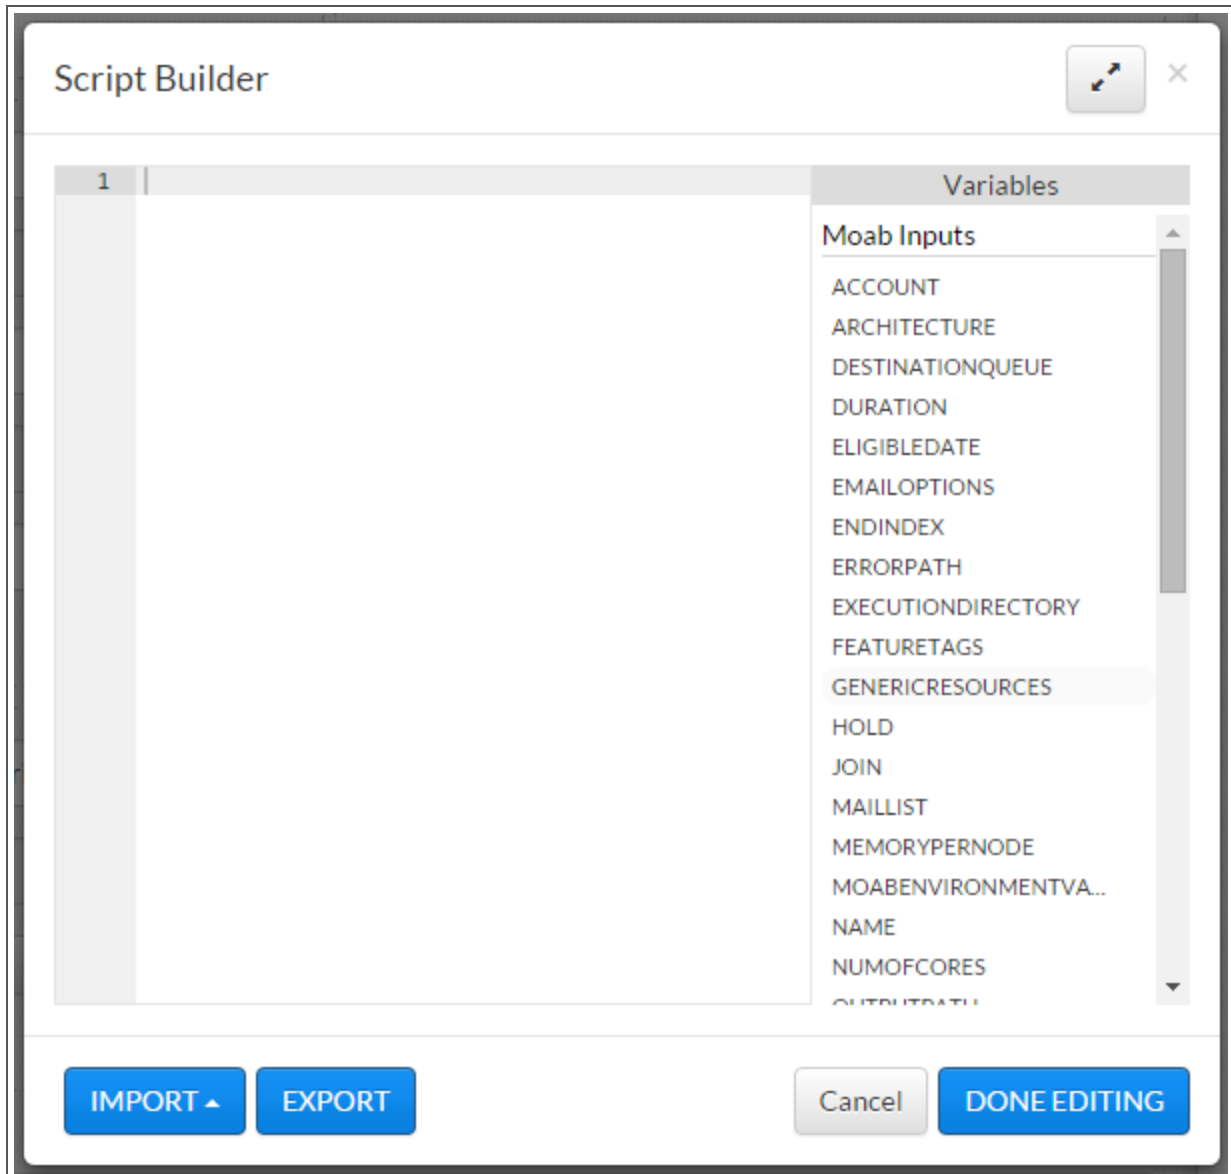 Script Builder
1
Variables
Moab Inputs
ACCOUNT
ARCHITECTURE
DESTINATIONQUEUE
DURATION
ELIGIBLEDATE
EMAILOPTIONS
ENDINDEX
ERRORPATH
EXECUTIONDIRECTORY
FEATURETAGS
GENERICRESOURCES
HOLD
JOIN
MAILLIST
MEMORYPERNODE
MOABENVIRONMENTVA...
NAME
NUMOFCORES
OUTPUTPATH
IMPORT EXPORT Cancel DONE EDITING